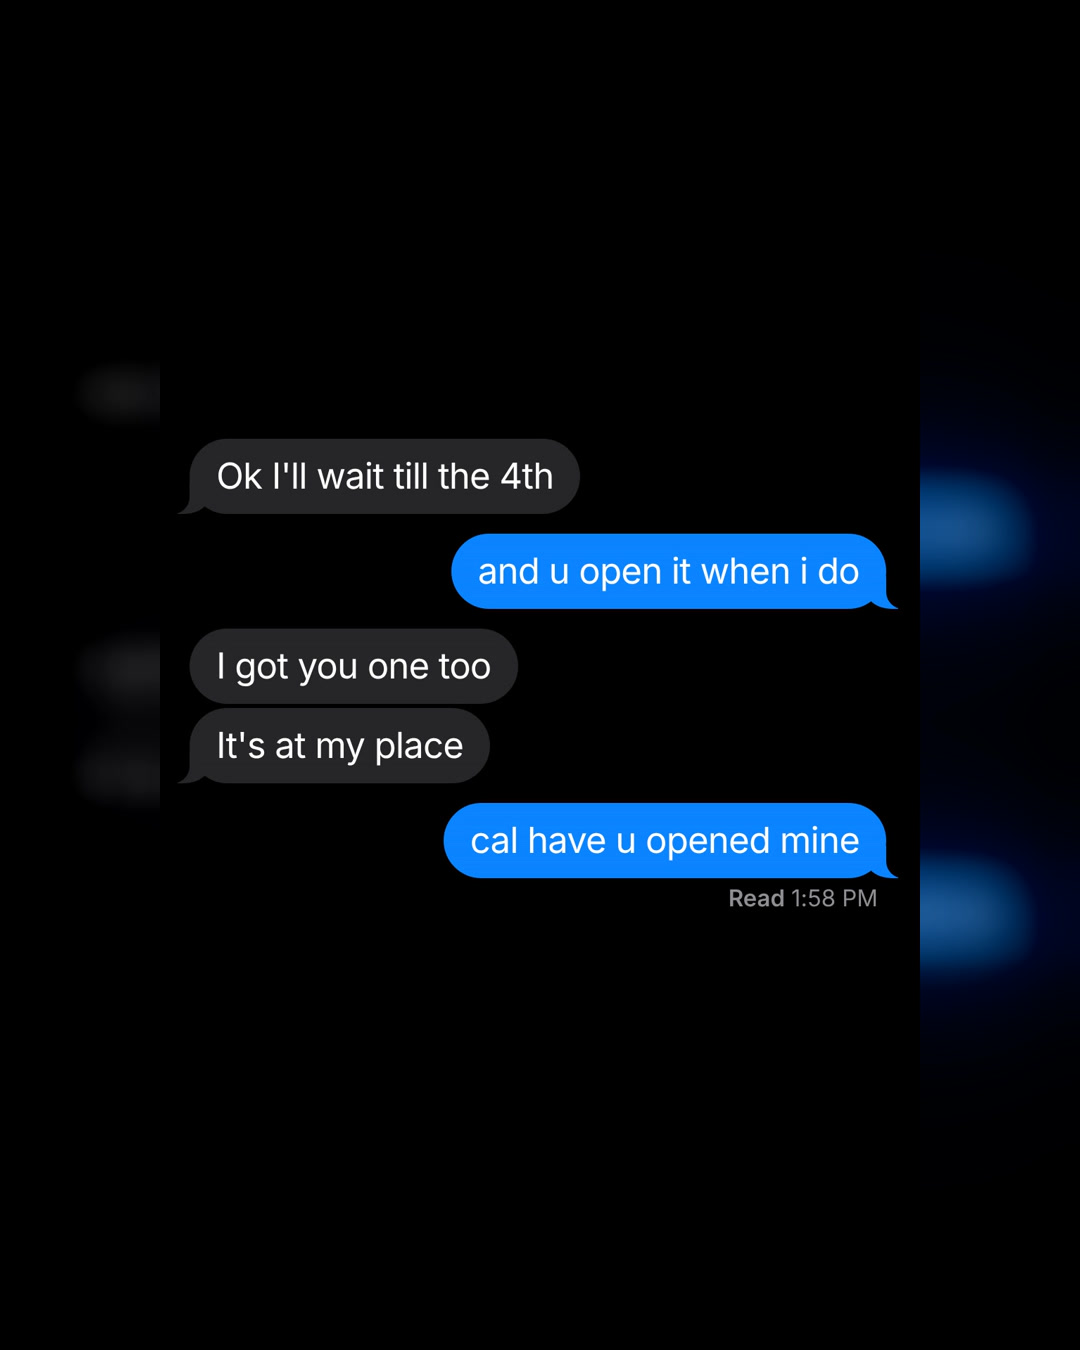 Ok I'll wait till the 4th
and u open it when i do
I got you one too
It's at my place
cal have u opened mine
Read 1:58 PM